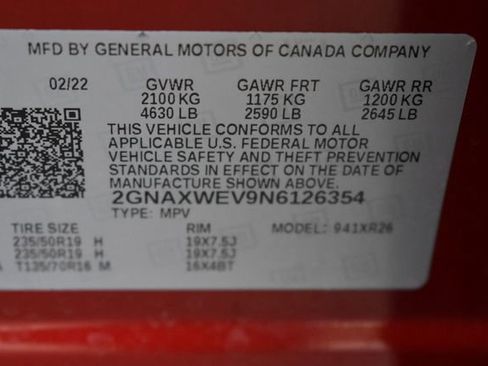 MFD BY GENERAL MOTORS OF CANADA COMPANY
02/22 GVWR GAWR FRT GAWR RR
2100 KG 1175 KG 1200 KG
4630 LB 2590 LB 2645 LB
THIS VEHICLE CONFORMS TO ALL
APPLICABLE U.S. FEDERAL MOTOR
VEHICLE SAFETY AND THEFT PREVENTION
STANDARDS IN EFFECT ON THE DATE OF
MANUFACTURE SHOWN ABOVE.
2GNAXWEV9N6126354
TYPE: MPV MODEL: 941XR26
TIRE SIZE RIM
235/50R19 H 19X7.5J
235/50R19 H 19X7.5J
T135/70R16 M 16X4BT